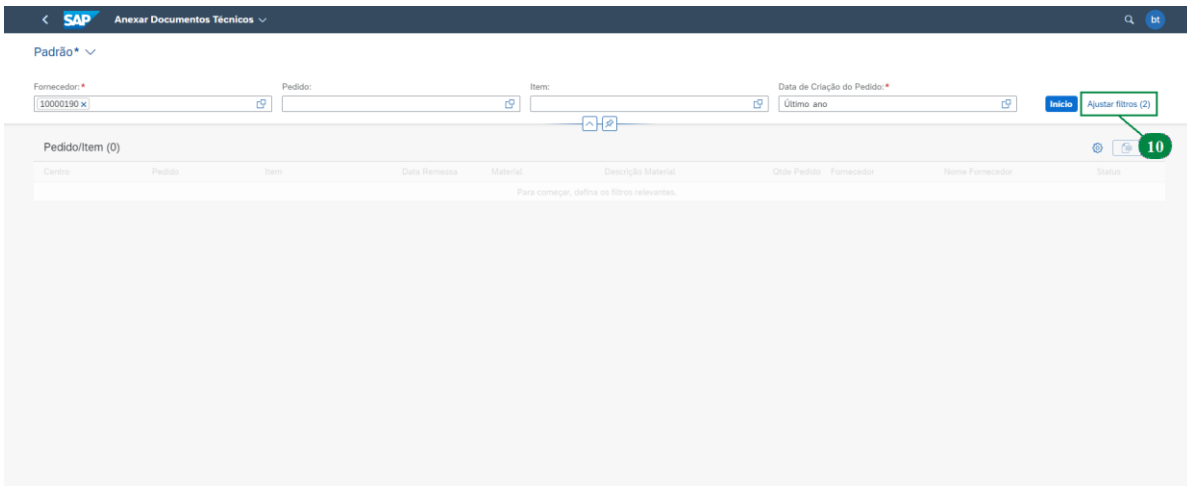 SAP Anexar Documentos Técnicos bt
Padrão*
Fornecedor:* Pedido: Item: Data de Criação do Pedido:*
10000190 x Último ano Início Ajustar filtros (2)
Pedido/Item (0) 10
Centro Pedido Item Data Remessa Material Descrição Material Qtde Pedido Fornecedor Nome Fornecedor Status
Para começar, defina os filtros relevantes.